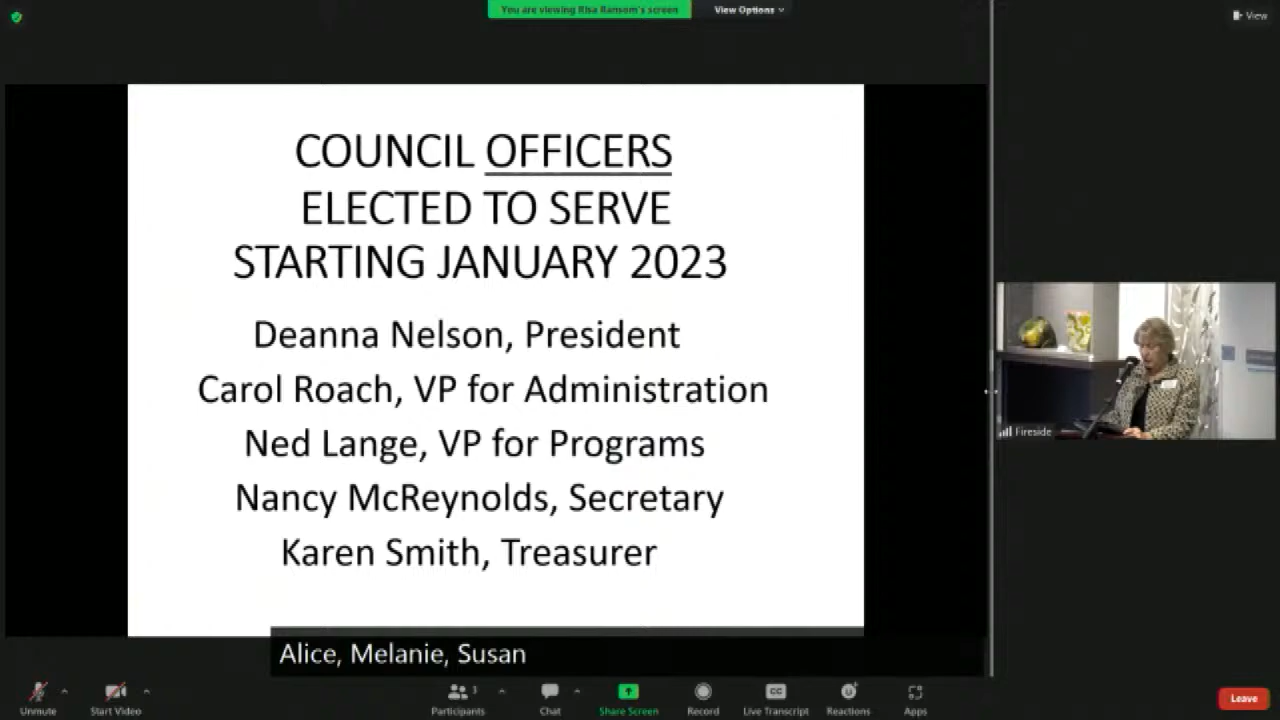 You are viewing Risa Ransom's screen
View Options
View
COUNCIL OFFICERS
ELECTED TO SERVE
STARTING JANUARY 2023
Deanna Nelson, President
Carol Roach, VP for Administration
Ned Lange, VP for Programs
Nancy McReynolds, Secretary
Karen Smith, Treasurer
Fireside
Alice, Melanie, Susan
Unmute
Start Video
Participants
3
Chat
Share Screen
Record
CC
Live Transcript
Reactions
Apps
Leave